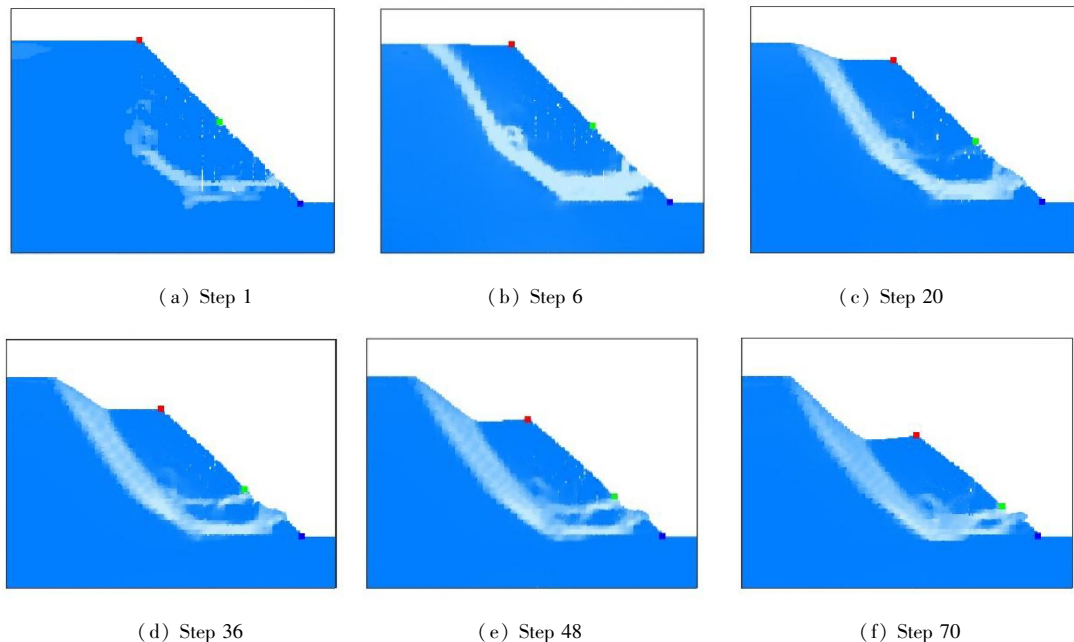 (a) Step 1
(b) Step 6
(c) Step 20
(d) Step 36
(e) Step 48
(f) Step 70